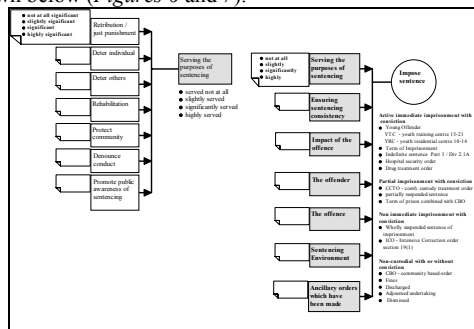 wn below (Figures 6 and 7).
not at all significant
slightly significant
significant
highly significant
Retribution /
just punishment
Deter individual
Deter others
Rehabilitation
Protect
community
Denounce
conduct
Promote public
awareness of
sentencing
Serving the
purposes of
sentencing
served not at all
slightly served
significantly served
highly served
not at all
slightly
significantly
highly
Serving the
purposes of
sentencing
Ensuring
sentencing
consistency
Impact of the
offence
The offender
The offence
Sentencing
Environment
Ancillary orders
which have
been made
Impose
sentence
Active immediate imprisonment with
conviction
Young Offender
YTC - youth training centre 15-21
YRC - youth residential centre 10-14
Term of Imprisonment
Indefinite sentence Part 3 / Div 2.1A
Hospital security order
Drug treatment order
Partial imprisonment with conviction
CCTO - comb custody treatment order
partially suspended sentence
Term of prison combined with CBO
Non immediate imprisonment with
conviction
Wholly suspended sentence of
imprisonment
ICO - Intensive Correction order
section 19(1)
Non-custodial with or without
conviction
CBO - community based order
Fines
Discharged
Adjourned undertaking
Dismissed